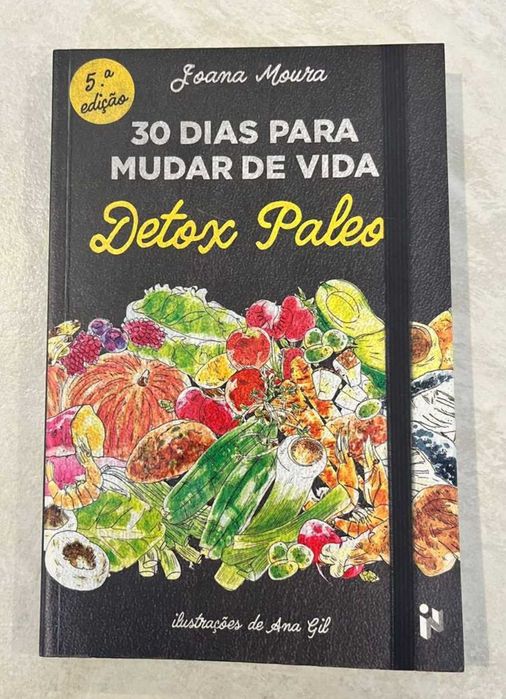 5.ª
edição
Joana Moura
30 DIAS PARA
MUDAR DE VIDA
Detox Paleo
ilustrações de Ana Gil